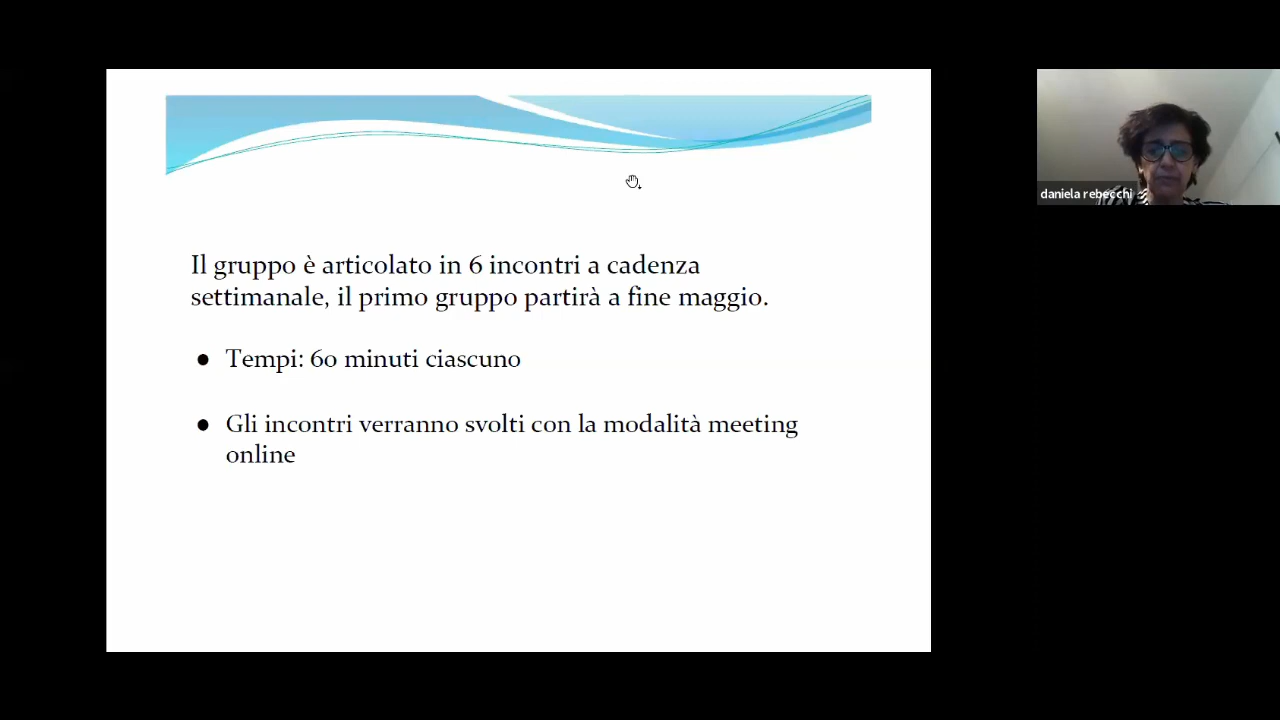 Il gruppo è articolato in 6 incontri a cadenza
settimanale, il primo gruppo partirà a fine maggio.
● Tempi: 60 minuti ciascuno
● Gli incontri verranno svolti con la modalità meeting
online
daniela rebecchi